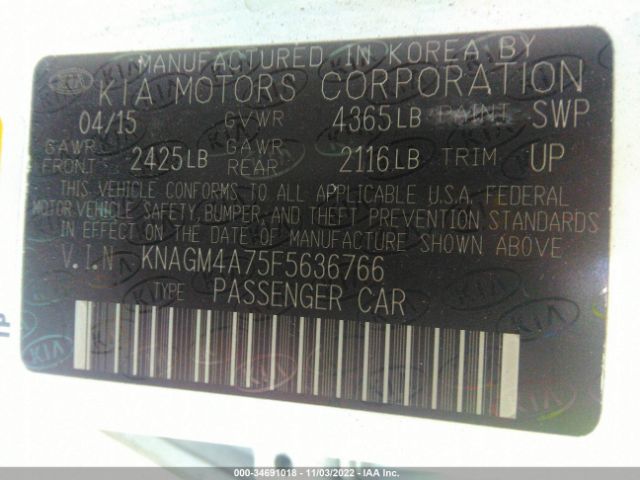 MANUFACTURED IN KOREA BY
KIA MOTORS CORPORATION
04/15 GVWR 4365LB PAINT SWP
GAWR FRONT 2425LB GAWR REAR 2116LB TRIM UP
THIS VEHICLE CONFORMS TO ALL APPLICABLE U.S.A. FEDERAL
MOTOR VEHICLE SAFETY, BUMPER, AND THEFT PREVENTION STANDARDS
IN EFFECT ON THE DATE OF MANUFACTURE SHOWN ABOVE
V.I.N KNAGM4A75F5636766
TYPE PASSENGER CAR
000-34691018 - 11/03/2022 - Copyright © 2022 IAA, Inc.